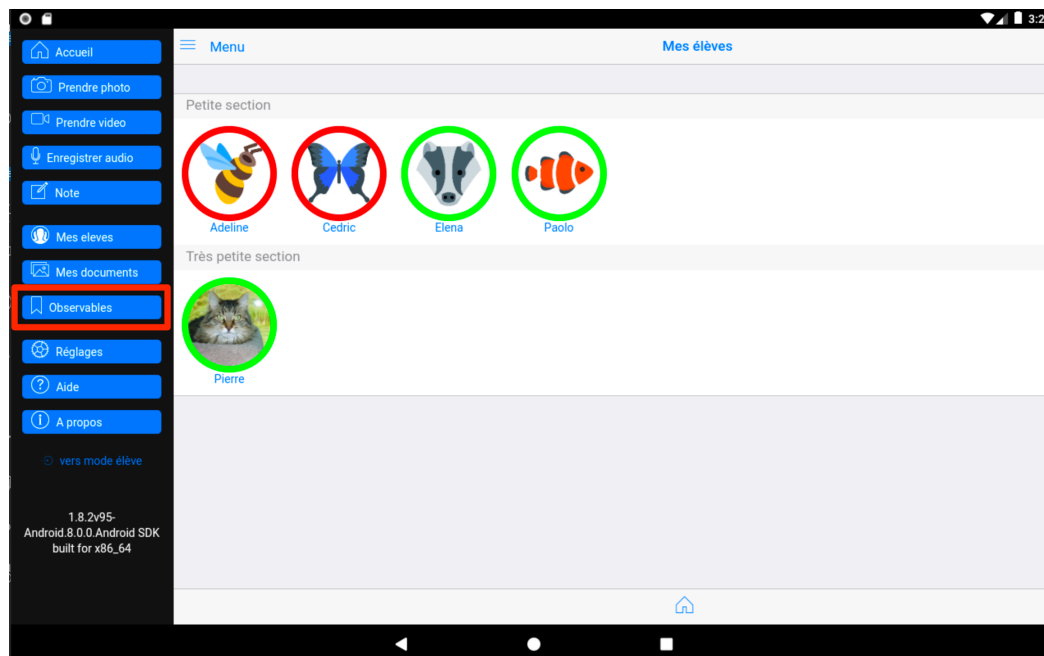 3:2
Accueil
Prendre photo
Prendre video
Enregistrer audio
Note
Mes eleves
Mes documents
Observables
Réglages
Aide
A propos
vers mode élève
1.8.2v95-
Android.8.0.0.Android SDK
built for x86_64
Menu
Mes élèves
Petite section
Adeline
Cedric
Elena
Paolo
Très petite section
Pierre